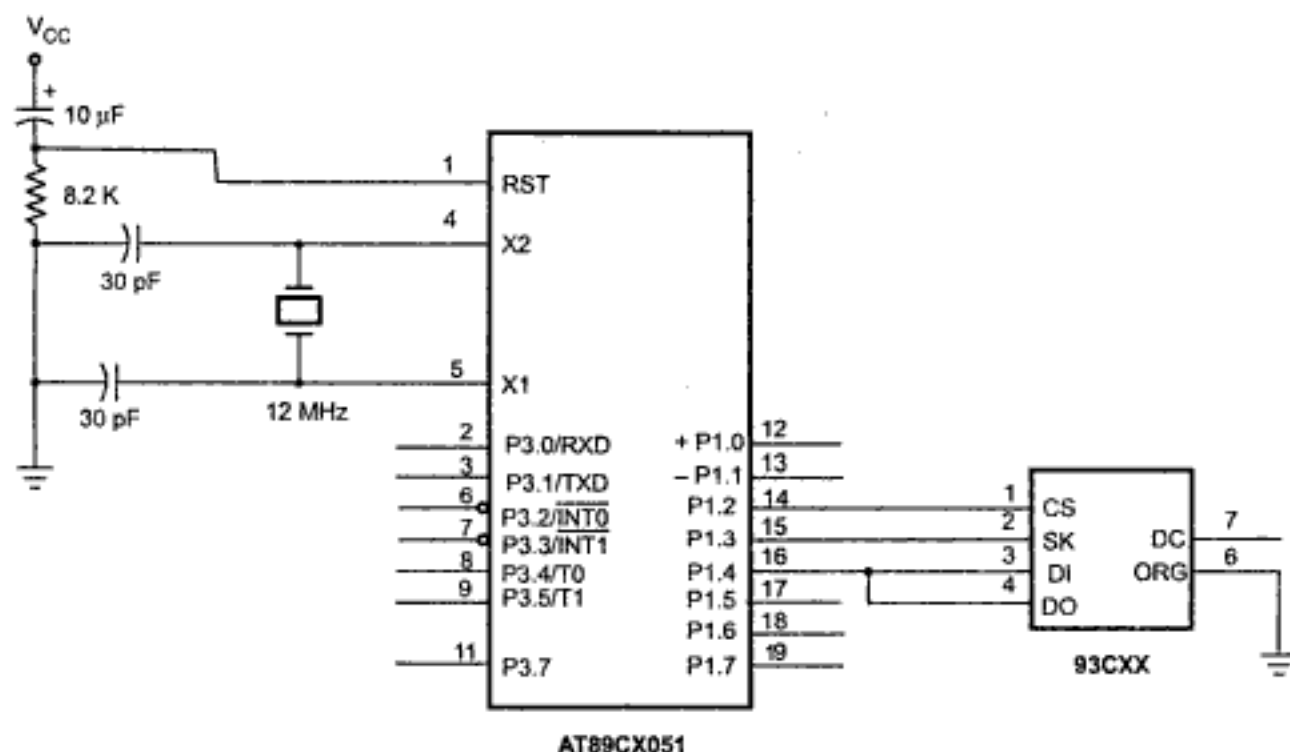 VCC
+
10 µF
8.2 K
30 pF
30 pF
12 MHz
1
RST
4
X2
5
X1
2
P3.0/RXD
3
P3.1/TXD
6
P3.2/INT0
7
P3.3/INT1
8
P3.4/T0
9
P3.5/T1
11
P3.7
+ P1.0
12
– P1.1
13
P1.2
14
P1.3
15
P1.4
16
P1.5
17
P1.6
18
P1.7
19
AT89CX051
1
CS
2
SK
3
DI
4
DO
DC
7
ORG
6
93CXX